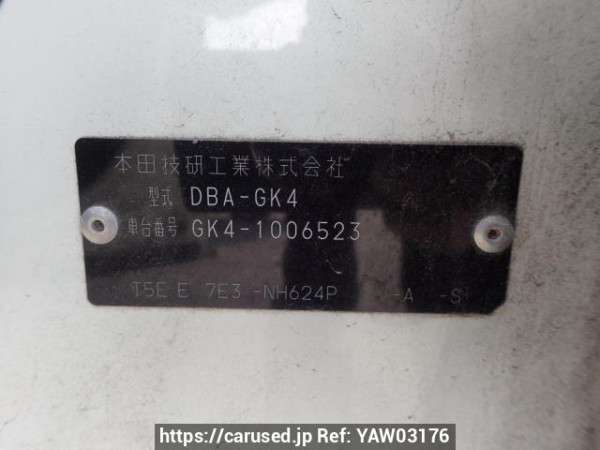 本田技研工業株式会社
型式 DBA-GK4
車台番号 GK4-1006523
T5E E 7E3 -NH624P -A -S
https://carused.jp Ref: YAW03176